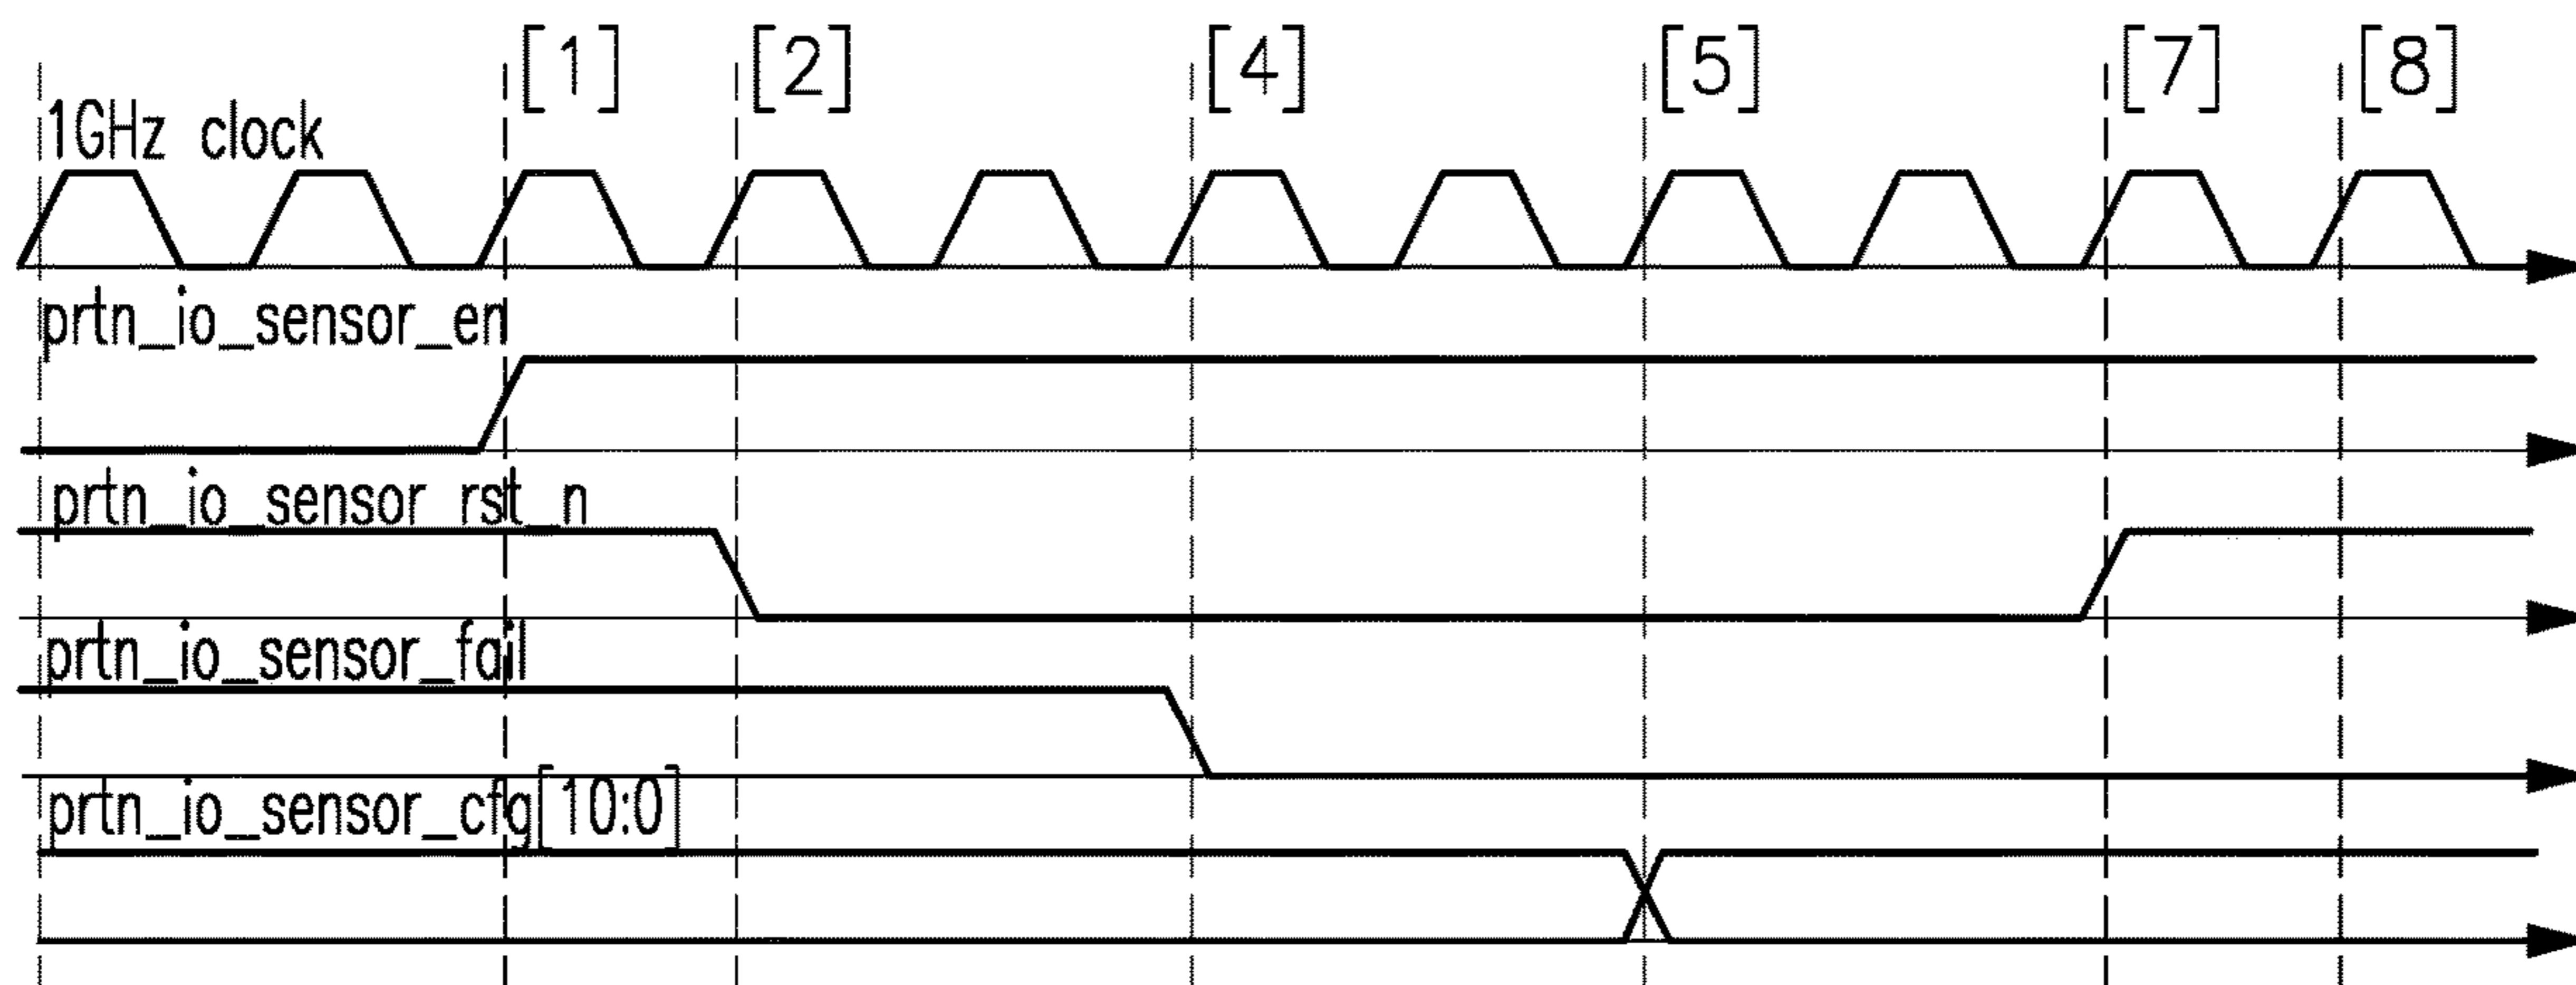 [1] [2] [4] [5] [7] [8]
1GHz clock
prtn_io_sensor_en
prtn_io_sensor_rst_n
prtn_io_sensor_fail
prtn_io_sensor_cfg[10:0]